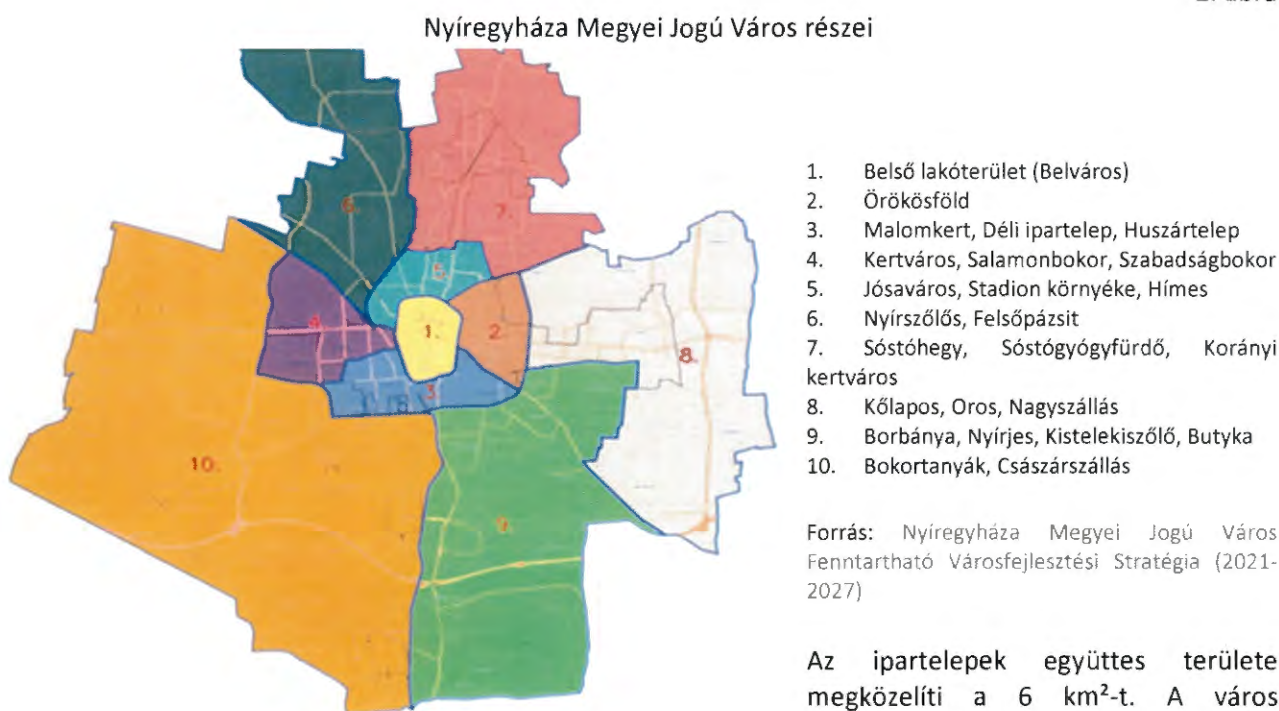 Nyíregyháza Megyei Jogú Város részei
6.
7.
5.
4.
1.
2.
8.
3.
10.
9.
1. Belső lakóterület (Belváros)
2. Örökösföld
3. Malomkert, Déli ipartelep, Huszártelep
4. Kertváros, Salamonbokor, Szabadságbokor
5. Jósaváros, Stadion környéke, Hímes
6. Nyírszőlős, Felsőpázsit
7. Sóstóhegy, Sóstógyógyfürdő, Korányi
kertváros
8. Kőlapos, Oros, Nagyszállás
9. Borbánya, Nyírjes, Kistelekiszőlő, Butyka
10. Bokortanyák, Császárszállás
Forrás: Nyíregyháza Megyei Jogú Város
Fenntartható Városfejlesztési Stratégia (2021-
2027)
Az ipartelepek együttes területe
megközelíti a 6 km²-t. A város